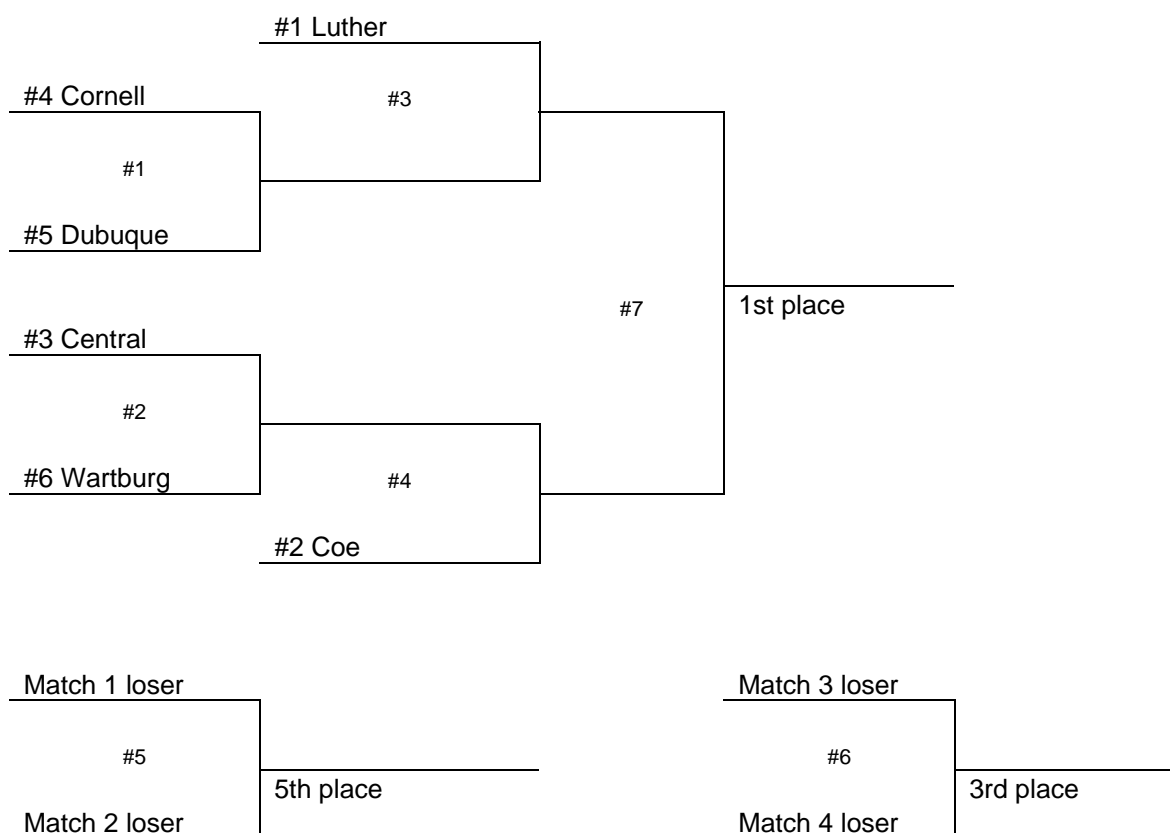 #1 Luther
#4 Cornell
#3
#1
#5 Dubuque
#7
1st place
#3 Central
#2
#6 Wartburg
#4
#2 Coe
Match 1 loser
Match 3 loser
#5
#6
5th place
3rd place
Match 2 loser
Match 4 loser